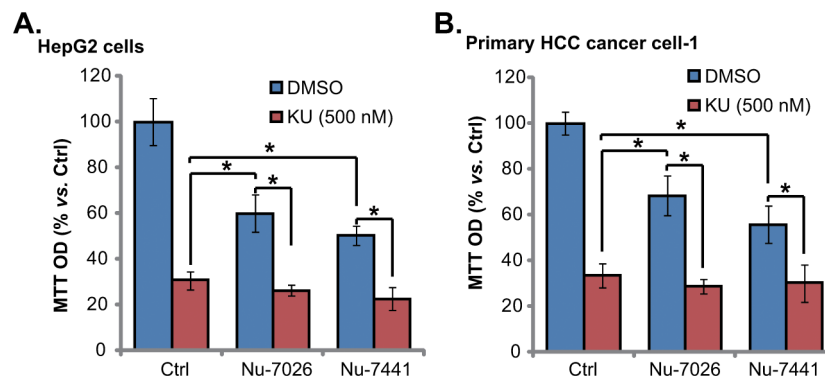 A.
HepG2 cells
MTT OD (% vs. Ctrl)
120
100
80
60
40
20
0
DMSO
KU (500 nM)
*
*
*
*
Ctrl
Nu-7026
Nu-7441
B.
Primary HCC cancer cell-1
MTT OD (% vs. Ctrl)
120
100
80
60
40
20
0
DMSO
KU (500 nM)
*
*
*
*
Ctrl
Nu-7026
Nu-7441